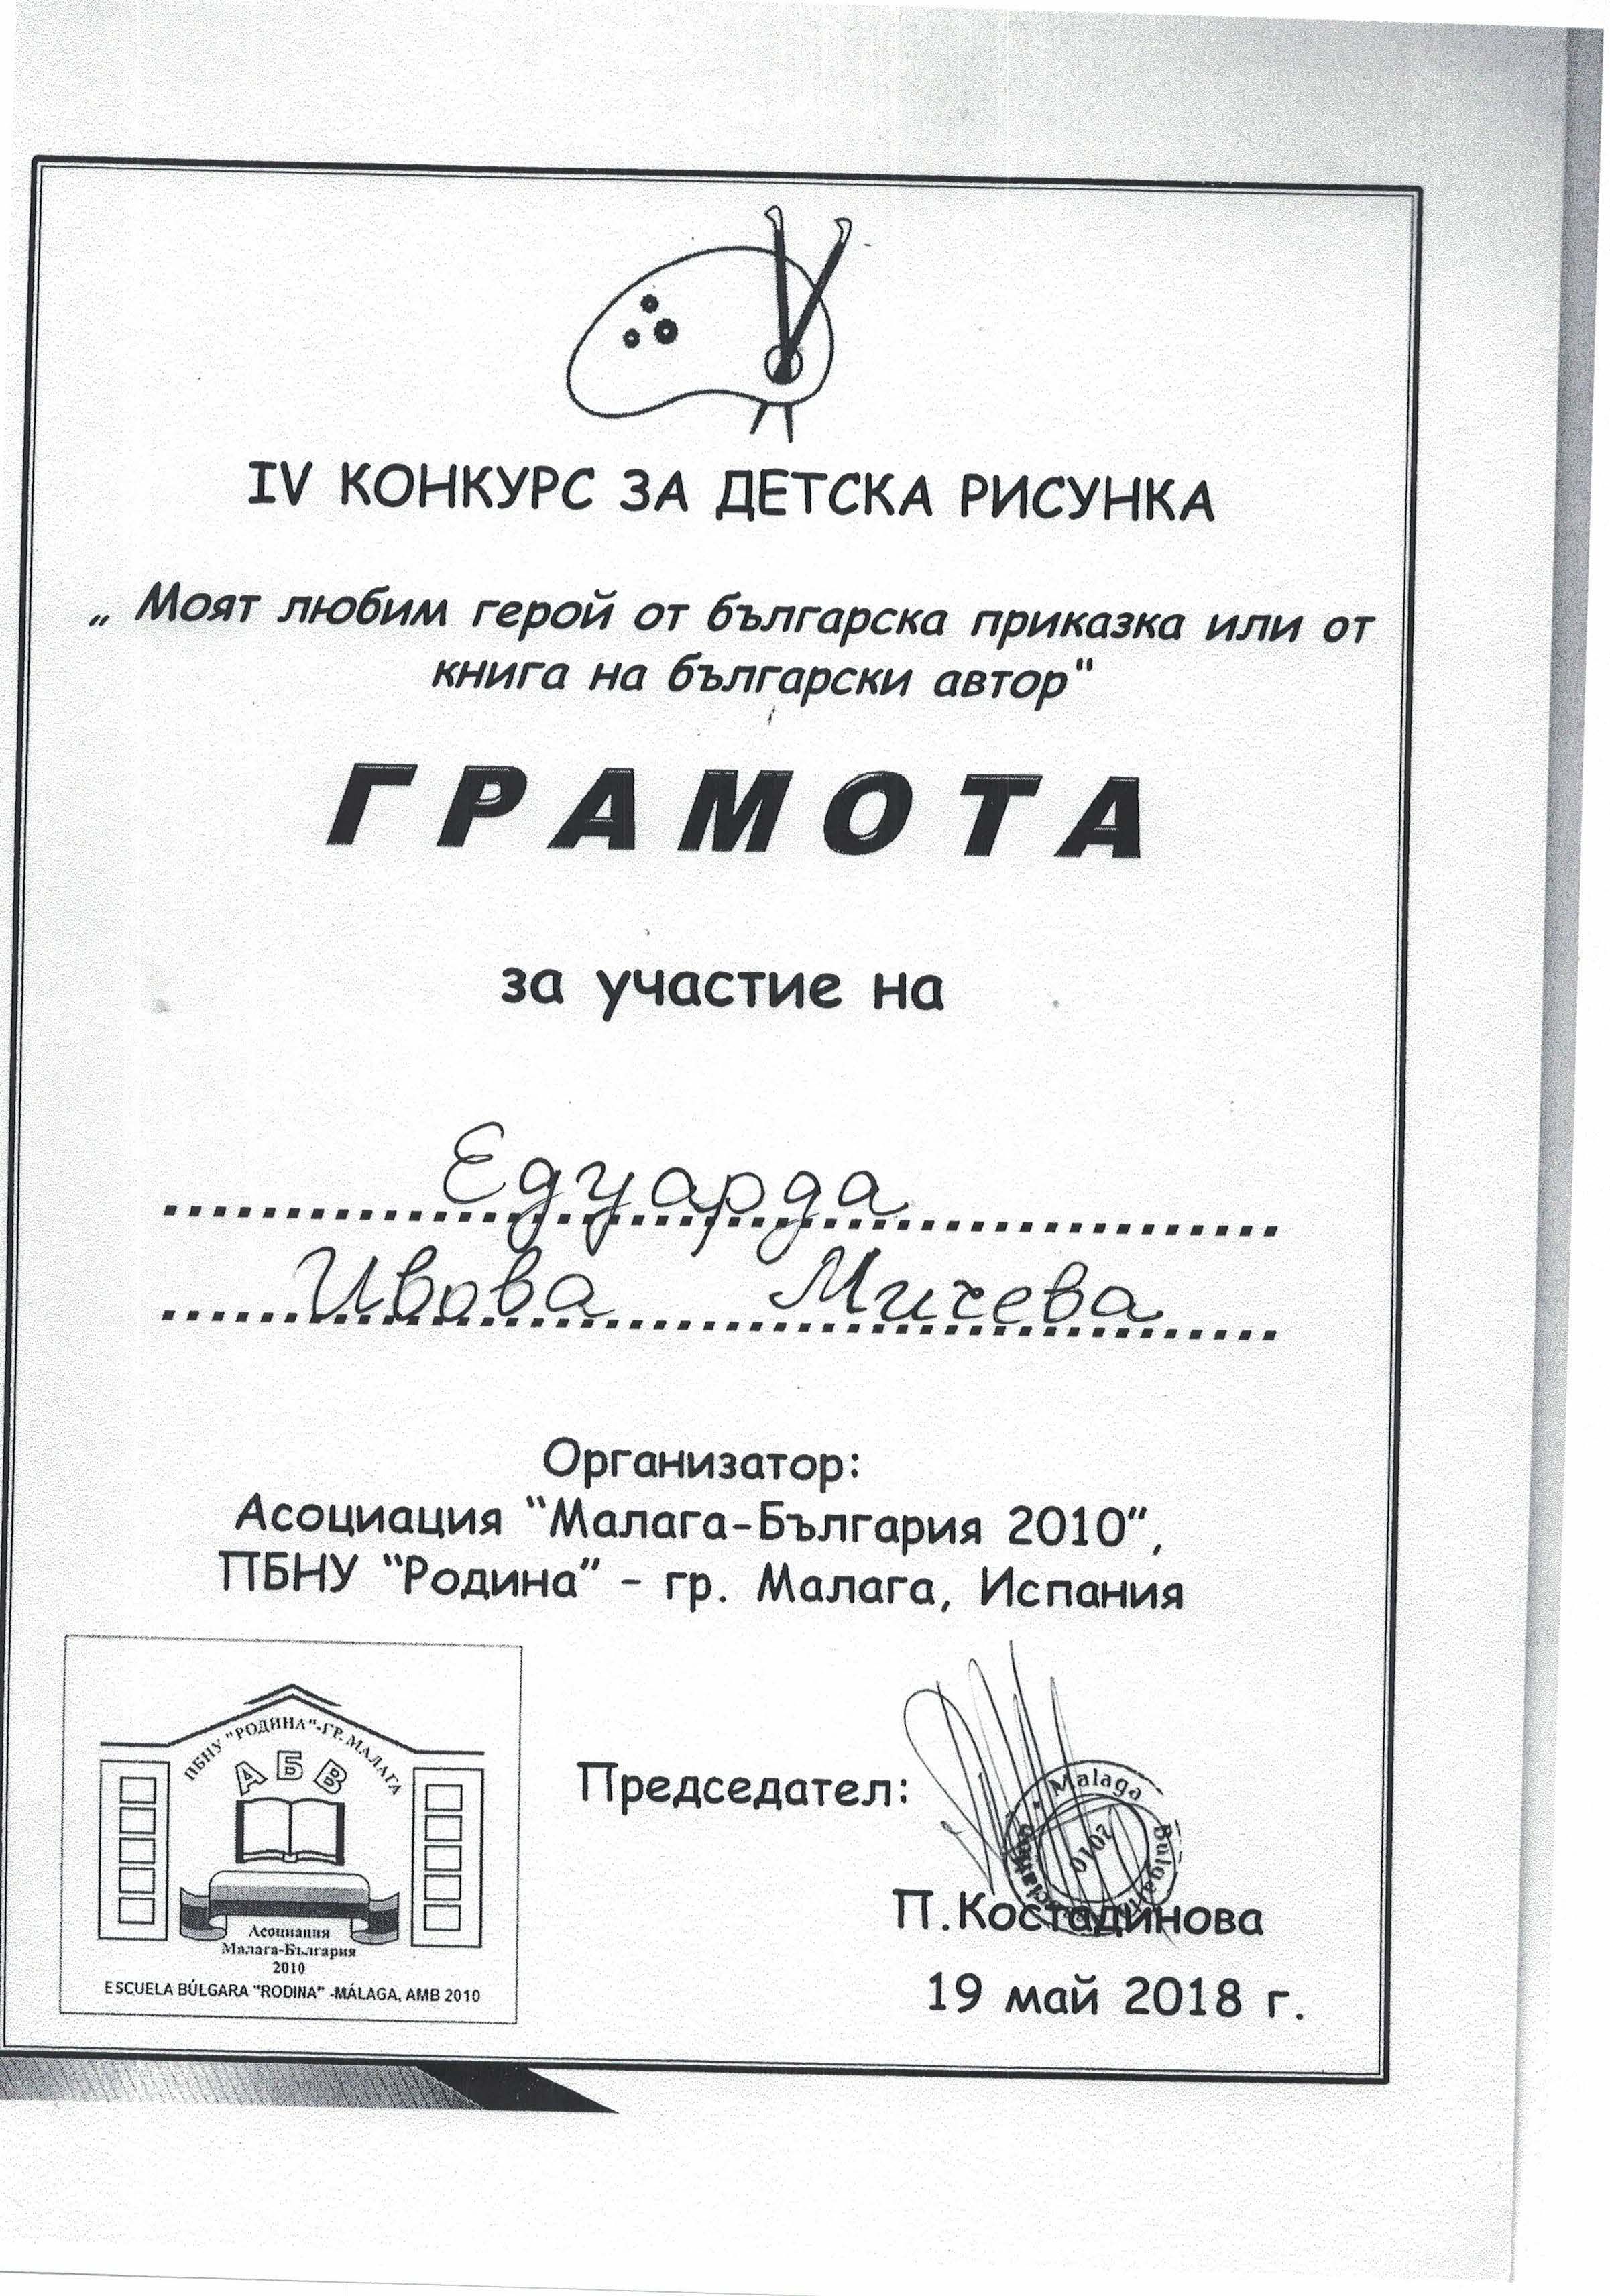 IV КОНКУРС ЗА ДЕТСКА РИСУНКА
„ Моят любим герой от българска приказка или от
книга на български автор"
ГРАМОТА
за участие на
Едуарда
Ивова Мичева
Организатор:
Асоциация “Малага-България 2010”,
ПБНУ “Родина” - гр. Малага, Испания
ПБНУ "РОДИНА"-ГР. МАЛАГА
АБВ
Асоциация
Малага-България
2010
ESCUELA BÚLGARA "RODINA" -MÁLAGA, AMB 2010
Председател:
Malaga
Bulgaria
2010
П.Костадинова
19 май 2018 г.